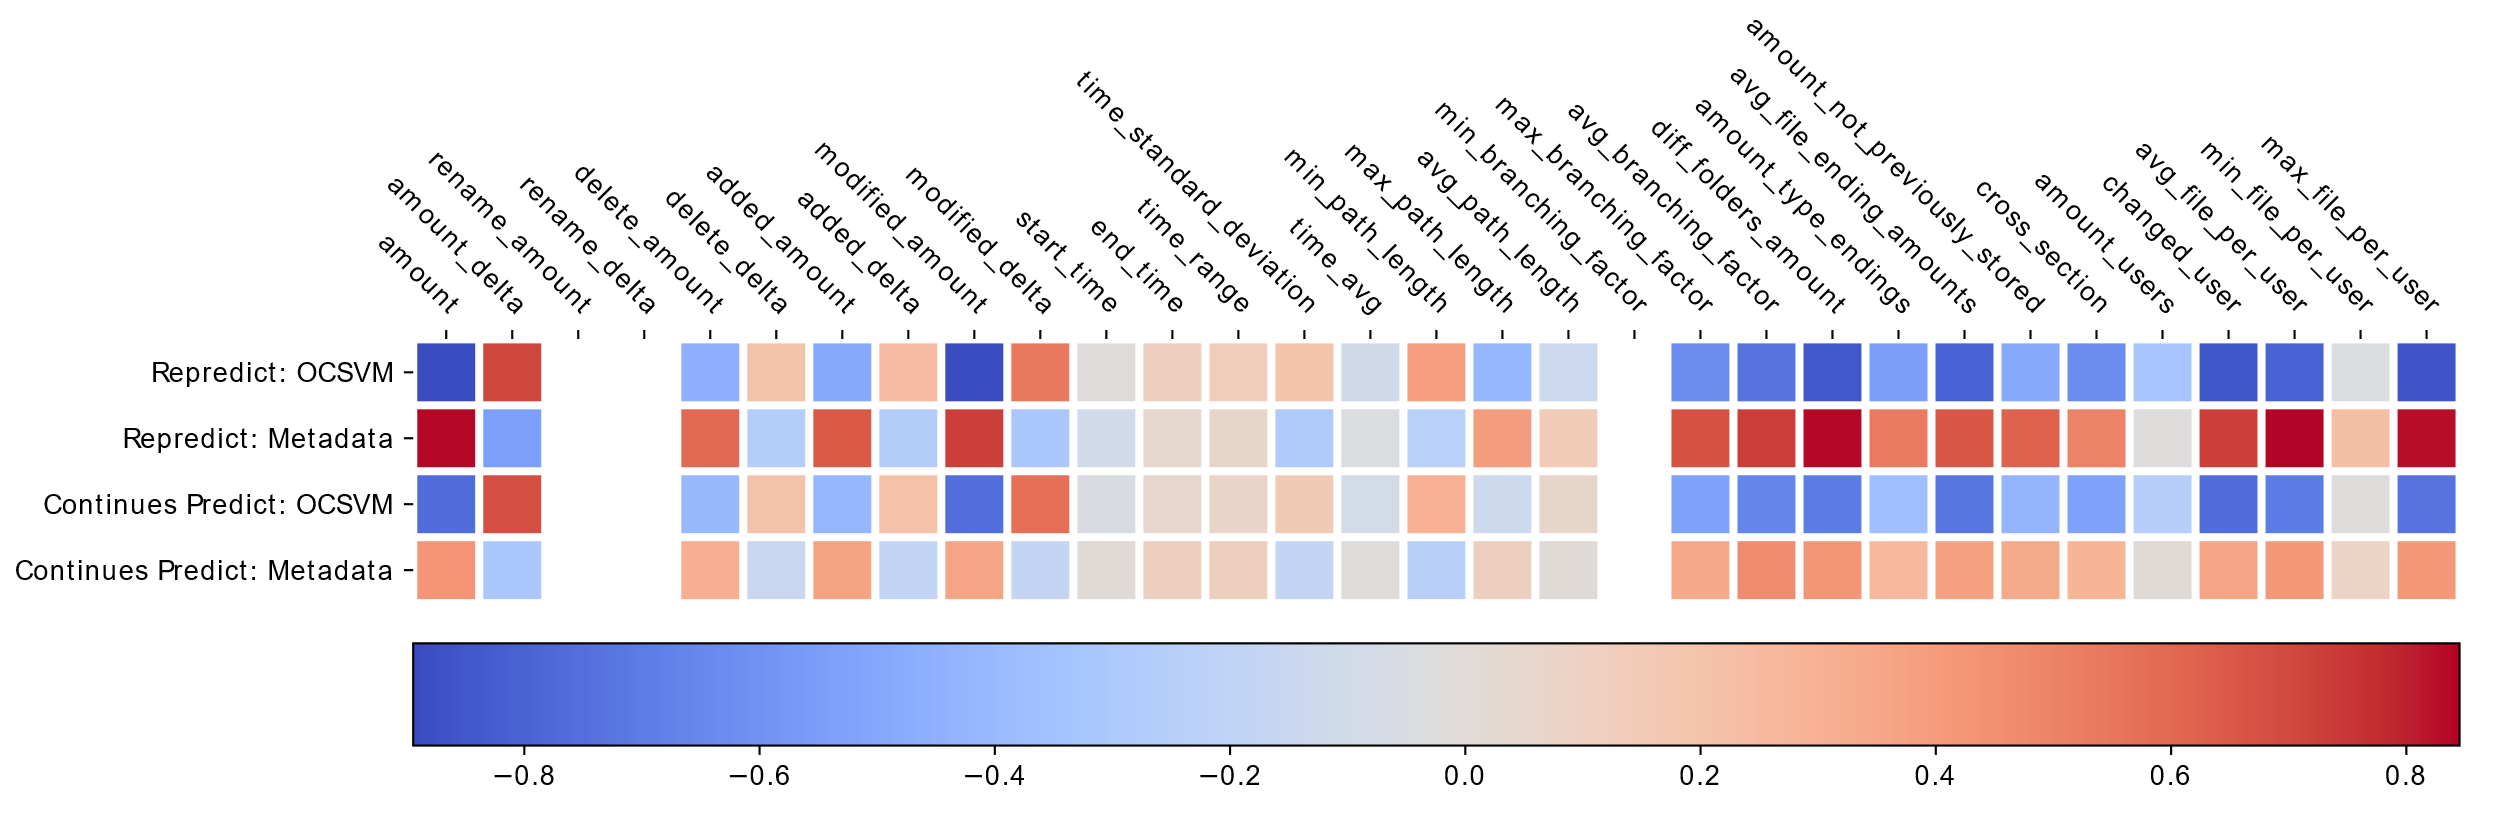 amount
amount_delta
rename_amount
rename_delta
delete_amount
delete_delta
added_amount
added_delta
modified_amount
modified_delta
start_time
end_time
time_range
time_standard_deviation
time_avg
min_path_length
max_path_length
avg_path_length
min_branching_factor
max_branching_factor
avg_branching_factor
diff_folders_amount
amount_type_endings
avg_file_ending_amounts
amount_not_previously_stored
cross_section
amount_users
changed_user
avg_file_per_user
min_file_per_user
max_file_per_user
Repredict: OCSVM
Repredict: Metadata
Continues Predict: OCSVM
Continues Predict: Metadata
−0.8 −0.6 −0.4 −0.2 0.0 0.2 0.4 0.6 0.8